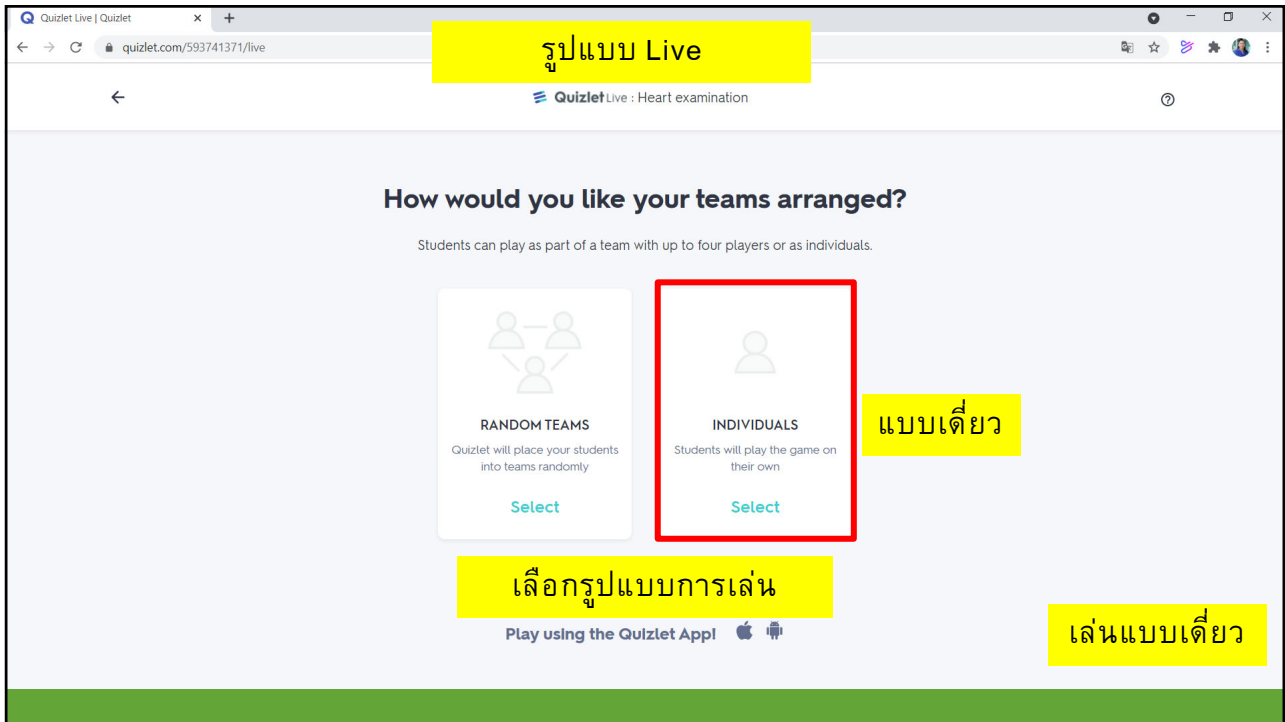 Quizlet Live | Quizlet
quizlet.com/593741371/live
รูปแบบ Live
Quizlet Live : Heart examination
How would you like your teams arranged?
Students can play as part of a team with up to four players or as individuals.
RANDOM TEAMS
Quizlet will place your students
into teams randomly
Select
INDIVIDUALS
Students will play the game on
their own
Select
แบบเดี่ยว
เลือกรูปแบบการเล่น
Play using the Quizlet App!
เล่นแบบเดี่ยว